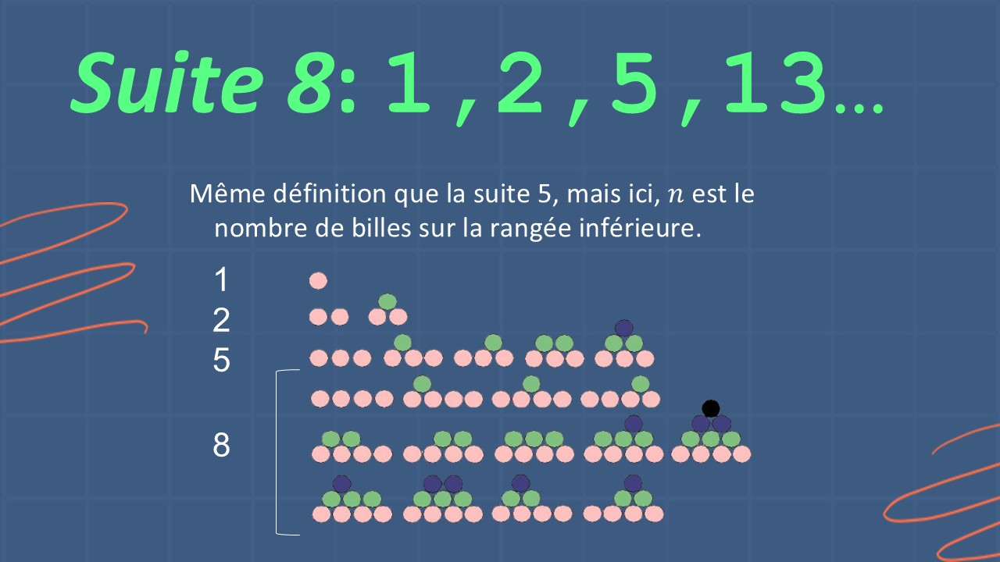 Suite 8: 1,2,5,13…
Même définition que la suite 5, mais ici, n est le
nombre de billes sur la rangée inférieure.
1
2
5
8